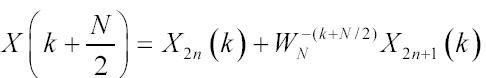 X(k + N/2) = X_{2n}(k) + W_N^{-(k+N/2)} X_{2n+1}(k)